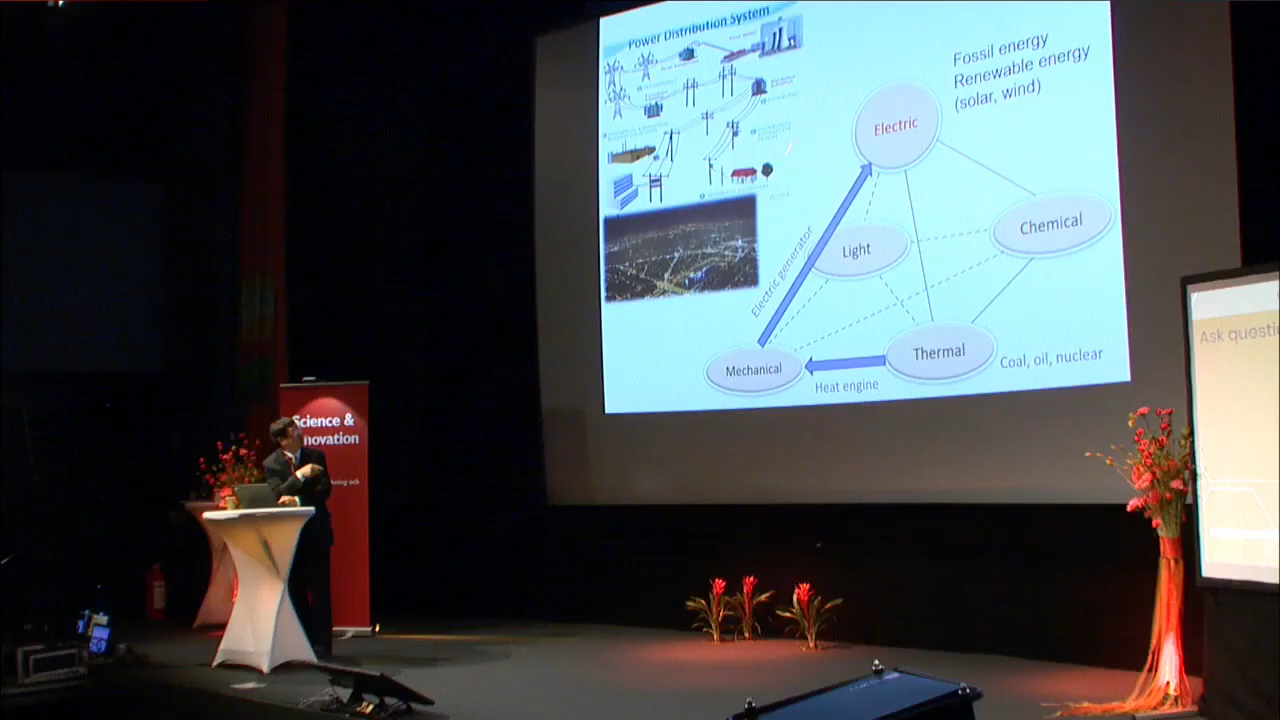 Power Distribution System
Fossil energy
Renewable energy
(solar, wind)
Electric
Chemical
Light
Electric generator
Thermal
Mechanical
Heat engine
Coal, oil, nuclear
Ask questi
Science &
novation